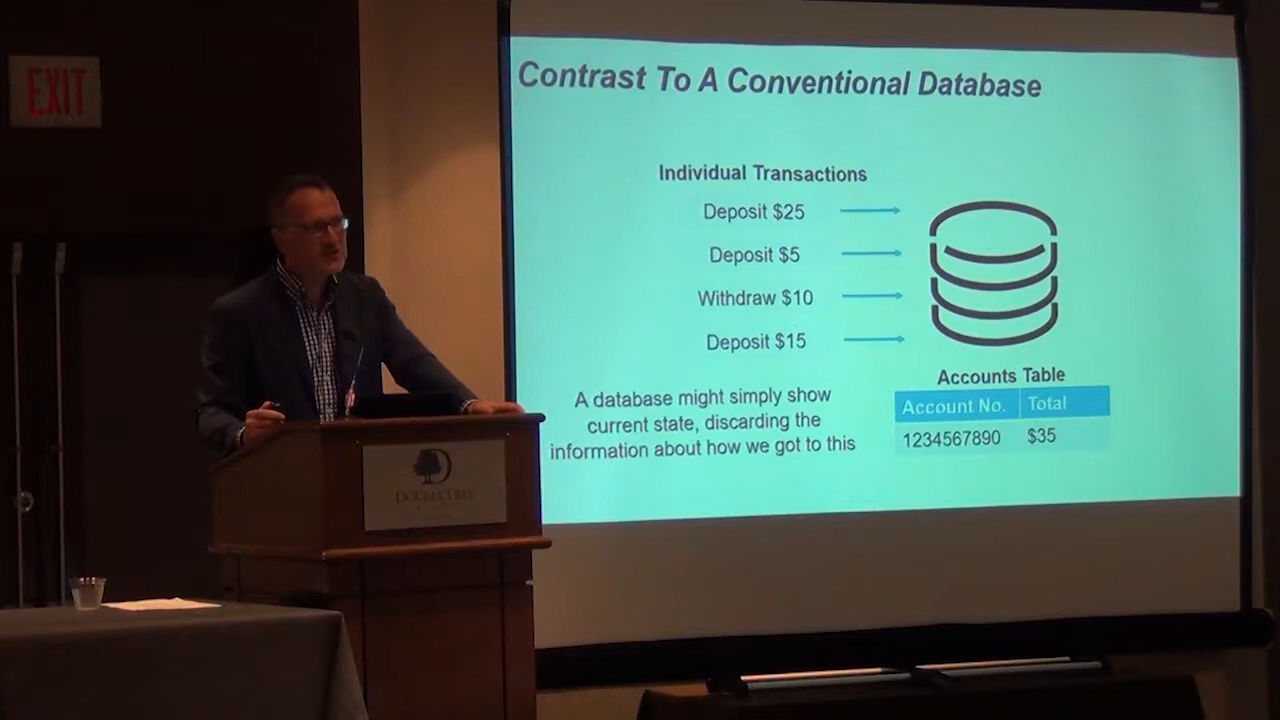 EXIT
Contrast To A Conventional Database
Individual Transactions
Deposit $25
Deposit $5
Withdraw $10
Deposit $15
A database might simply show
current state, discarding the
information about how we got to this
Accounts Table
Account No. Total
1234567890 $35
DOUBLETREE